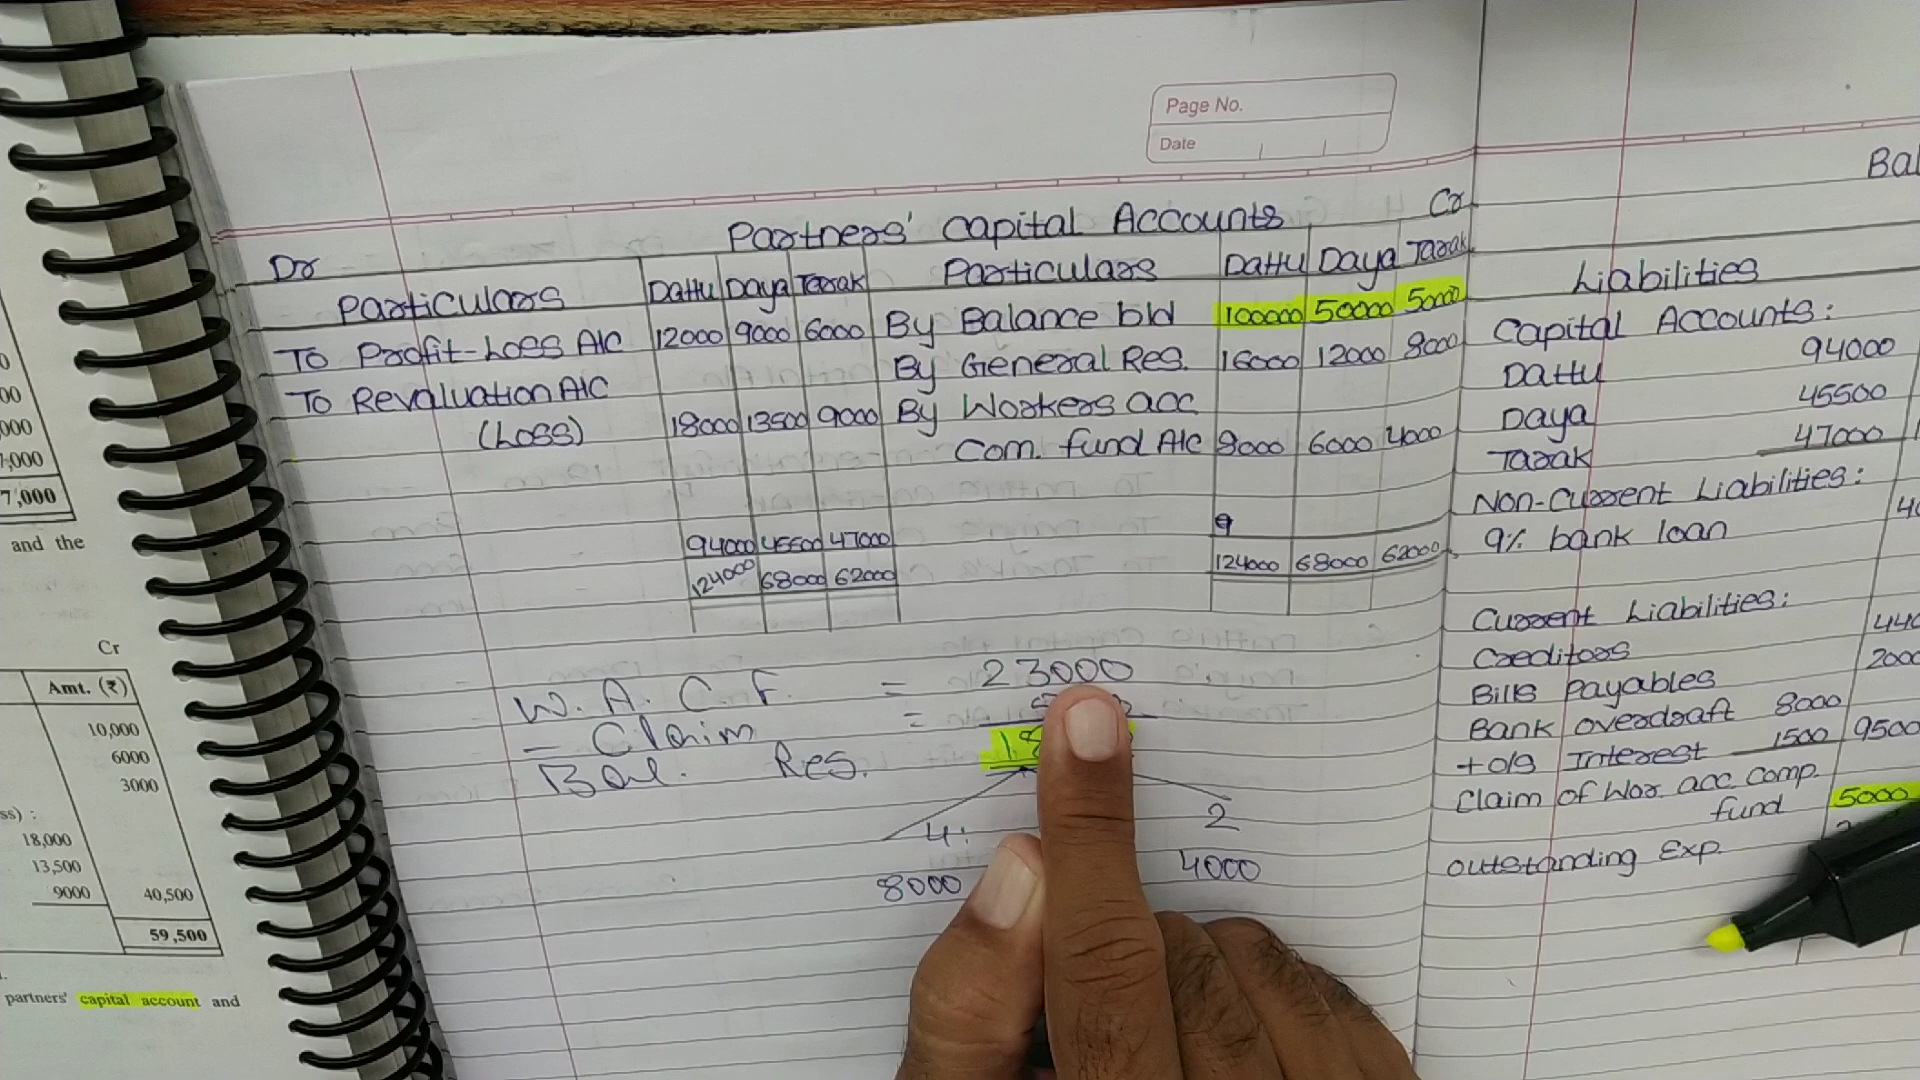 Page No.
Date
Partners' capital Accounts
Dr
Cr
Particulars Dattu Daya Tarak Particulars Dattu Daya Tarak
To Profit-Loss A/c 12000 9000 6000 By Balance b/d 100000 50000 50000
By General Res. 16000 12000 8000
To Revaluation A/c
(Loss) 18000 13500 9000 By Workers acc
Com. fund A/c 8000 6000 4000
9
94000 45500 47000
124000 68000 62000 124000 68000 62000
W. A. C. F. = 23000
- Claim =
Bal. Res.
4: 2
8000 4000
Bal
Liabilities
Capital Accounts:
Dattu 94000
Daya 45500
Tarak 47000
Non-Current Liabilities:
9% bank loan
Current Liabilities:
Creditors
Bills Payables
Bank overdraft 8000
+ o/s Interest 1500 9500
Claim of Wor. acc comp.
fund 5000
outstanding Exp.
7,000
and the
Cr
Amt. (₹)
10,000
6000
3000
18,000
13,500
9000 40,500
59,500
partners' capital account and